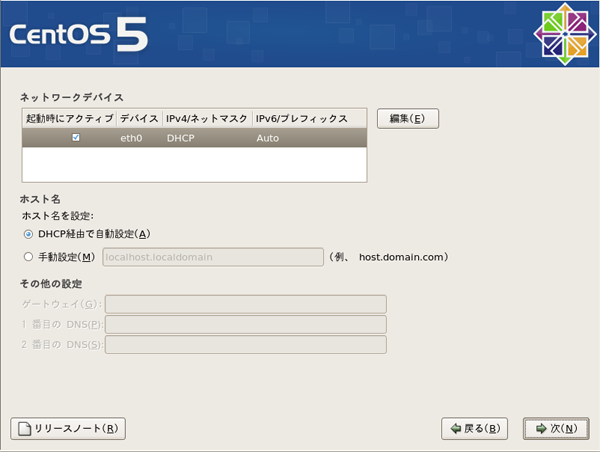 CentOS 5
ネットワークデバイス
起動時にアクティブ デバイス IPv4/ネットマスク IPv6/プレフィックス
eth0 DHCP Auto
編集(E)
ホスト名
ホスト名を設定:
DHCP経由で自動設定(A)
手動設定(M) localhost.localdomain (例、 host.domain.com)
その他の設定
ゲートウェイ(G):
1 番目の DNS(P):
2 番目の DNS(S):
リリースノート(R) 戻る(B) 次(N)